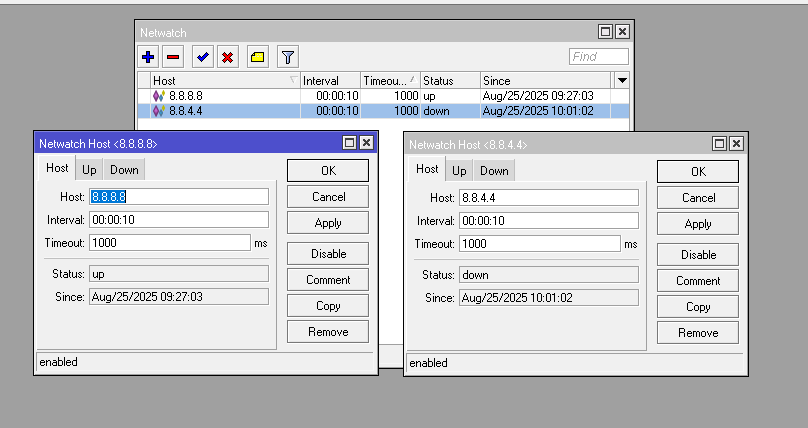 Netwatch
Find
Host Interval Timeou... Status Since
8.8.8.8 00:00:10 1000 up Aug/25/2025 09:27:03
8.8.4.4 00:00:10 1000 down Aug/25/2025 10:01:02
Netwatch Host <8.8.8.8>
Host Up Down
Host: 8.8.8.8
Interval: 00:00:10
Timeout: 1000 ms
Status: up
Since: Aug/25/2025 09:27:03
OK
Cancel
Apply
Disable
Comment
Copy
Remove
enabled
Netwatch Host <8.8.4.4>
Host Up Down
Host: 8.8.4.4
Interval: 00:00:10
Timeout: 1000 ms
Status: down
Since: Aug/25/2025 10:01:02
OK
Cancel
Apply
Disable
Comment
Copy
Remove
enabled